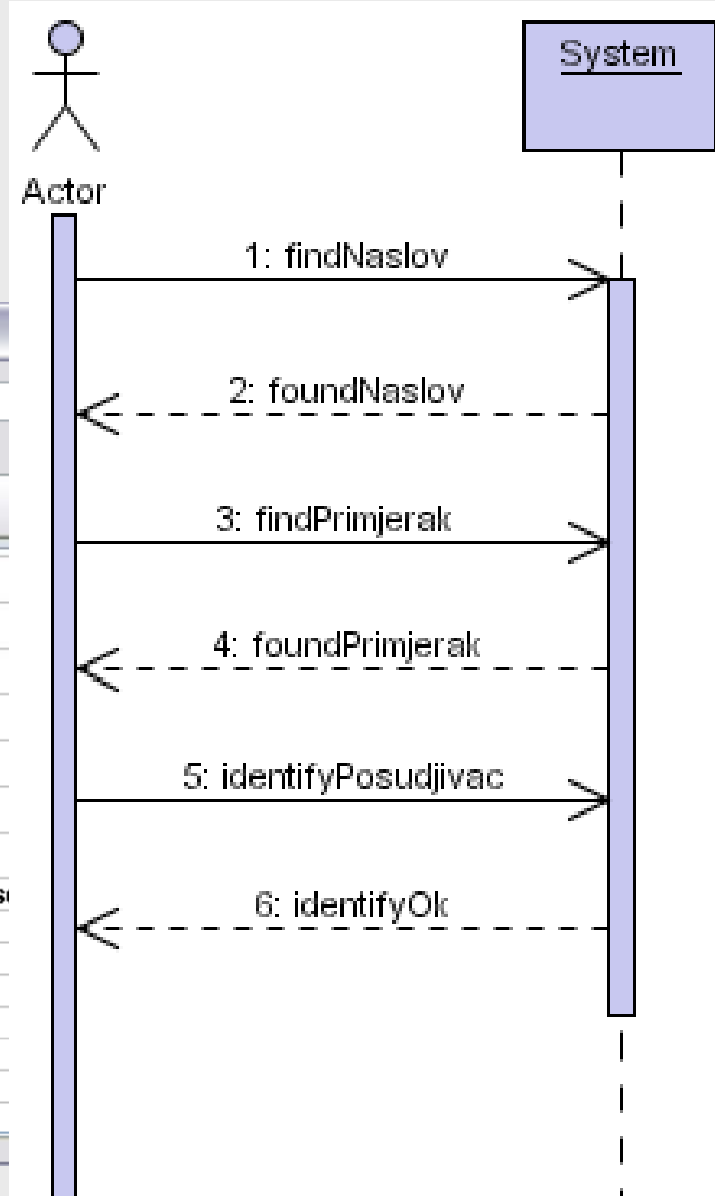 System
Actor
1: findNaslov
2: foundNaslov
3: findPrimjerak
4: foundPrimjerak
5: identifyPosudjivac
6: identifyOk